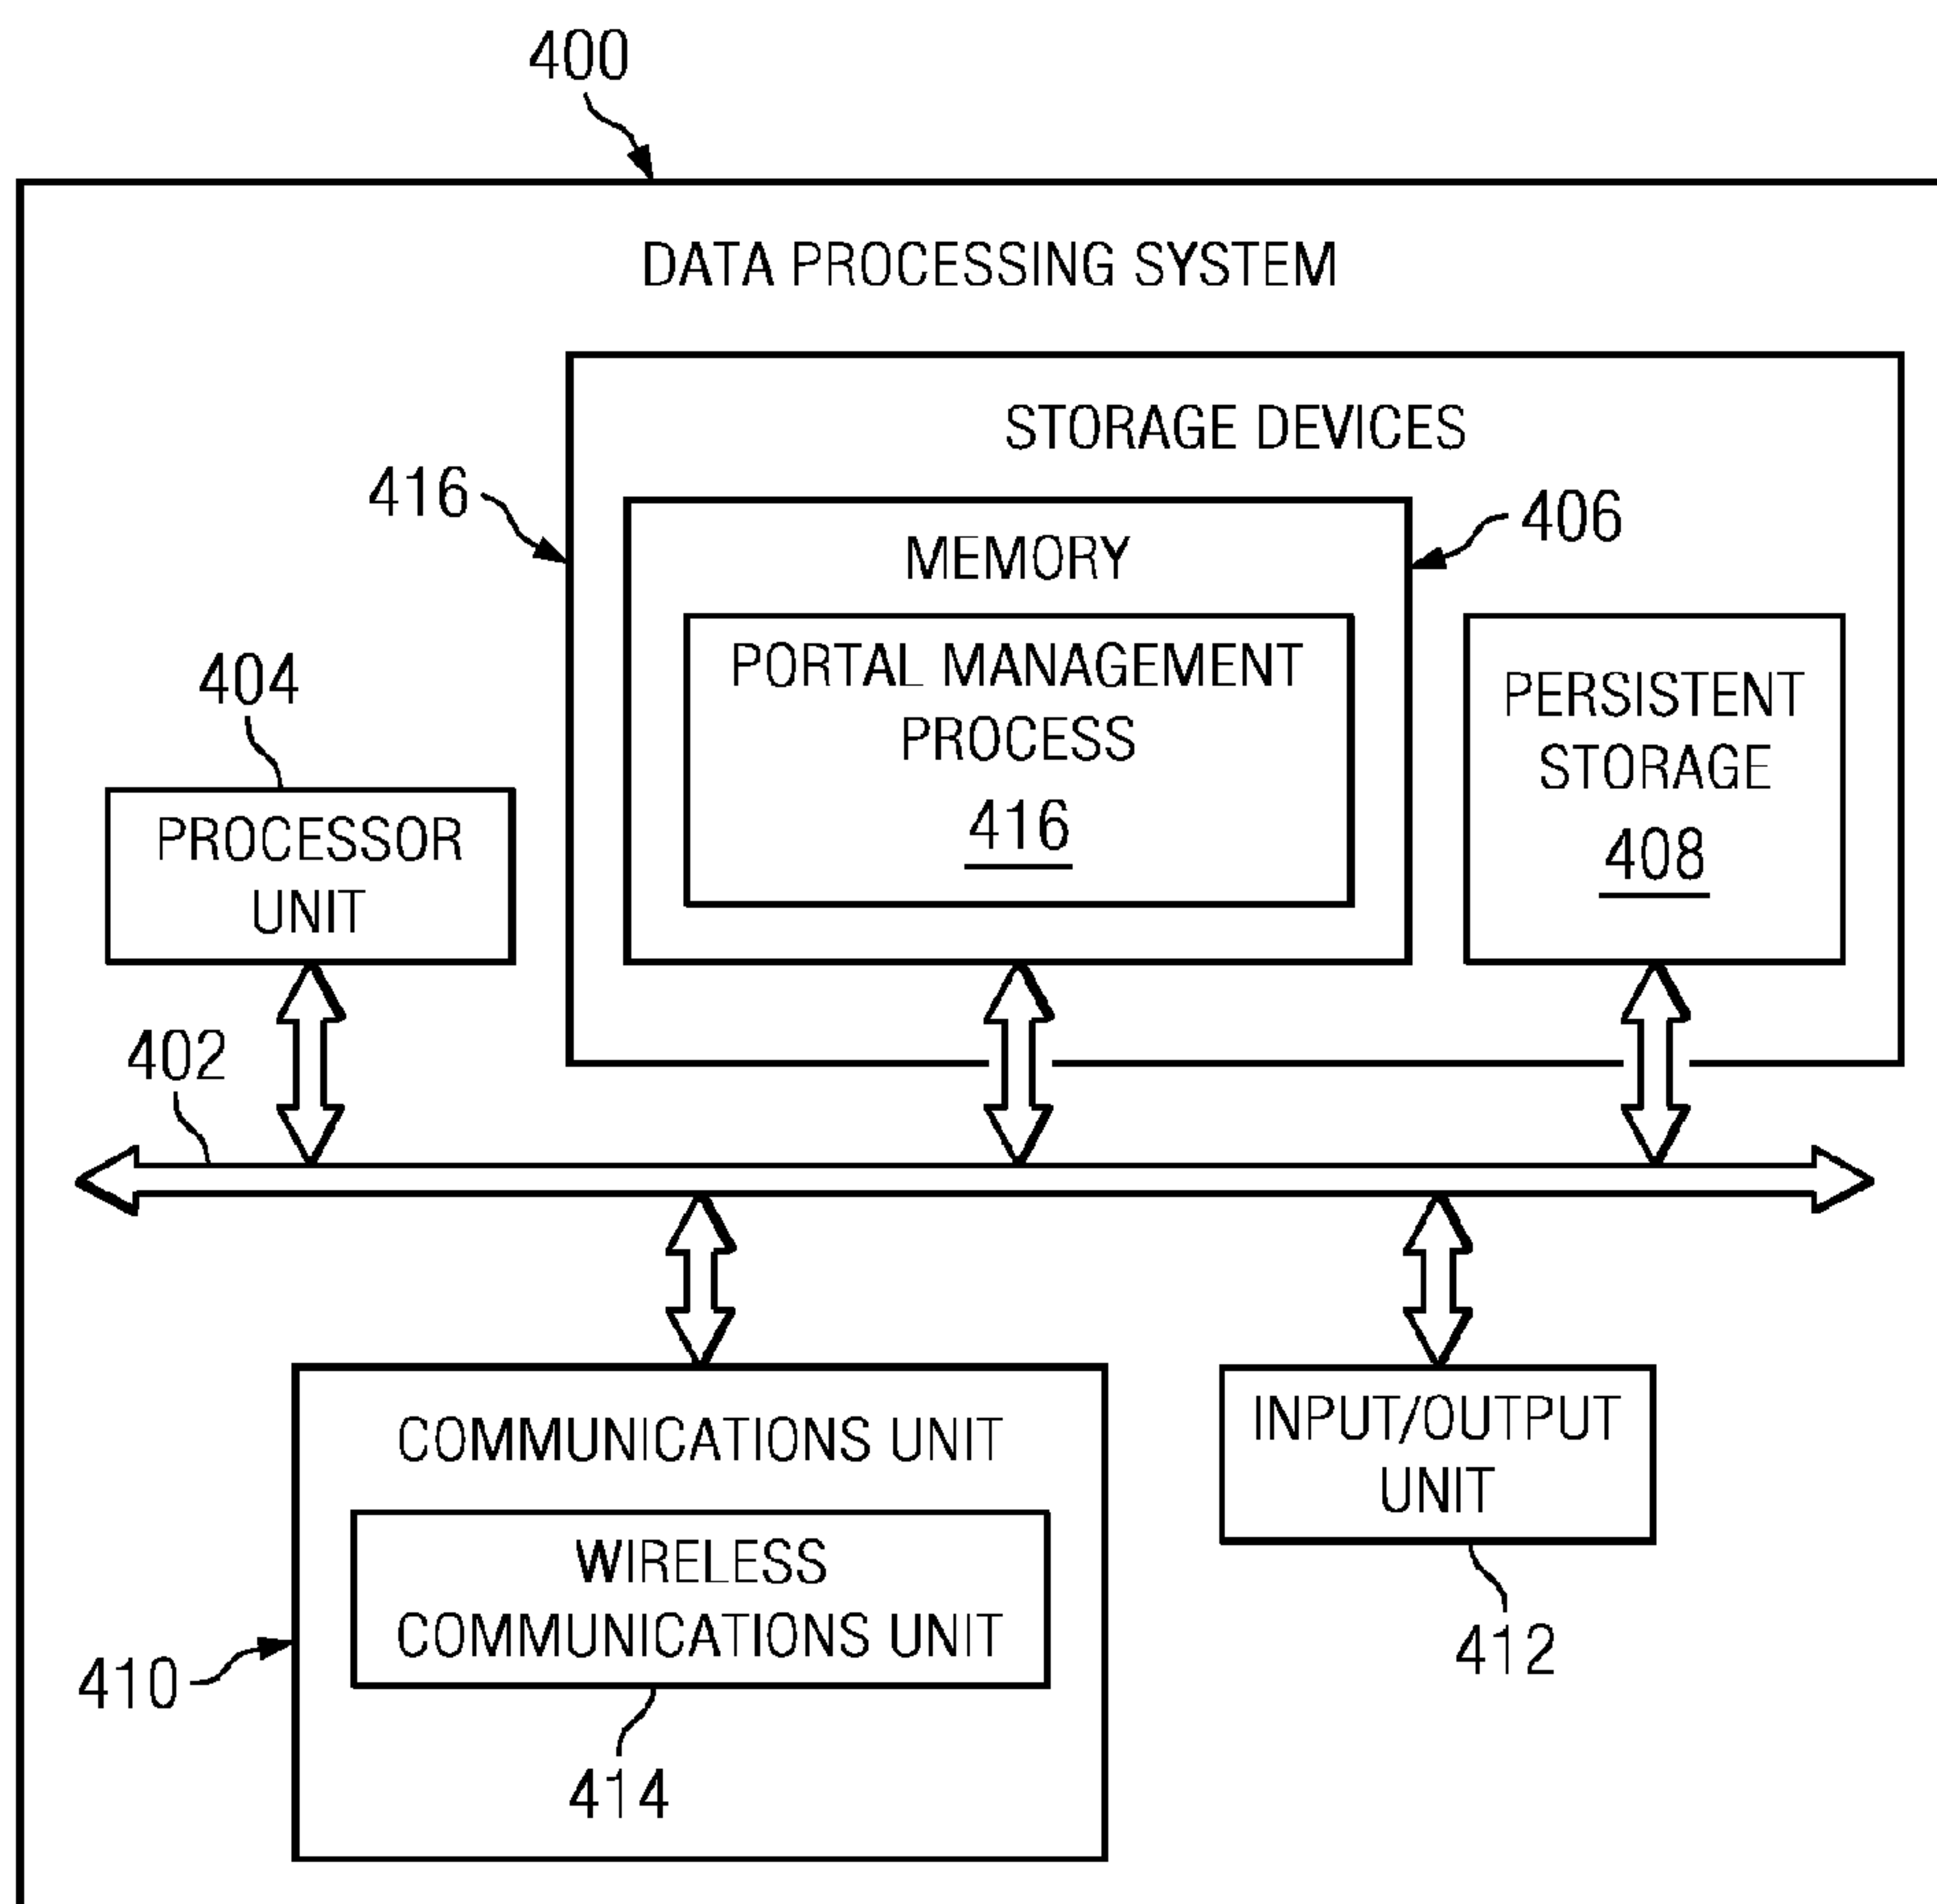 400
DATA PROCESSING SYSTEM
STORAGE DEVICES
416
406
MEMORY
PORTAL MANAGEMENT
PROCESS
416
PERSISTENT
STORAGE
408
404
PROCESSOR
UNIT
402
COMMUNICATIONS UNIT
WIRELESS
COMMUNICATIONS UNIT
410
414
INPUT/OUTPUT
UNIT
412